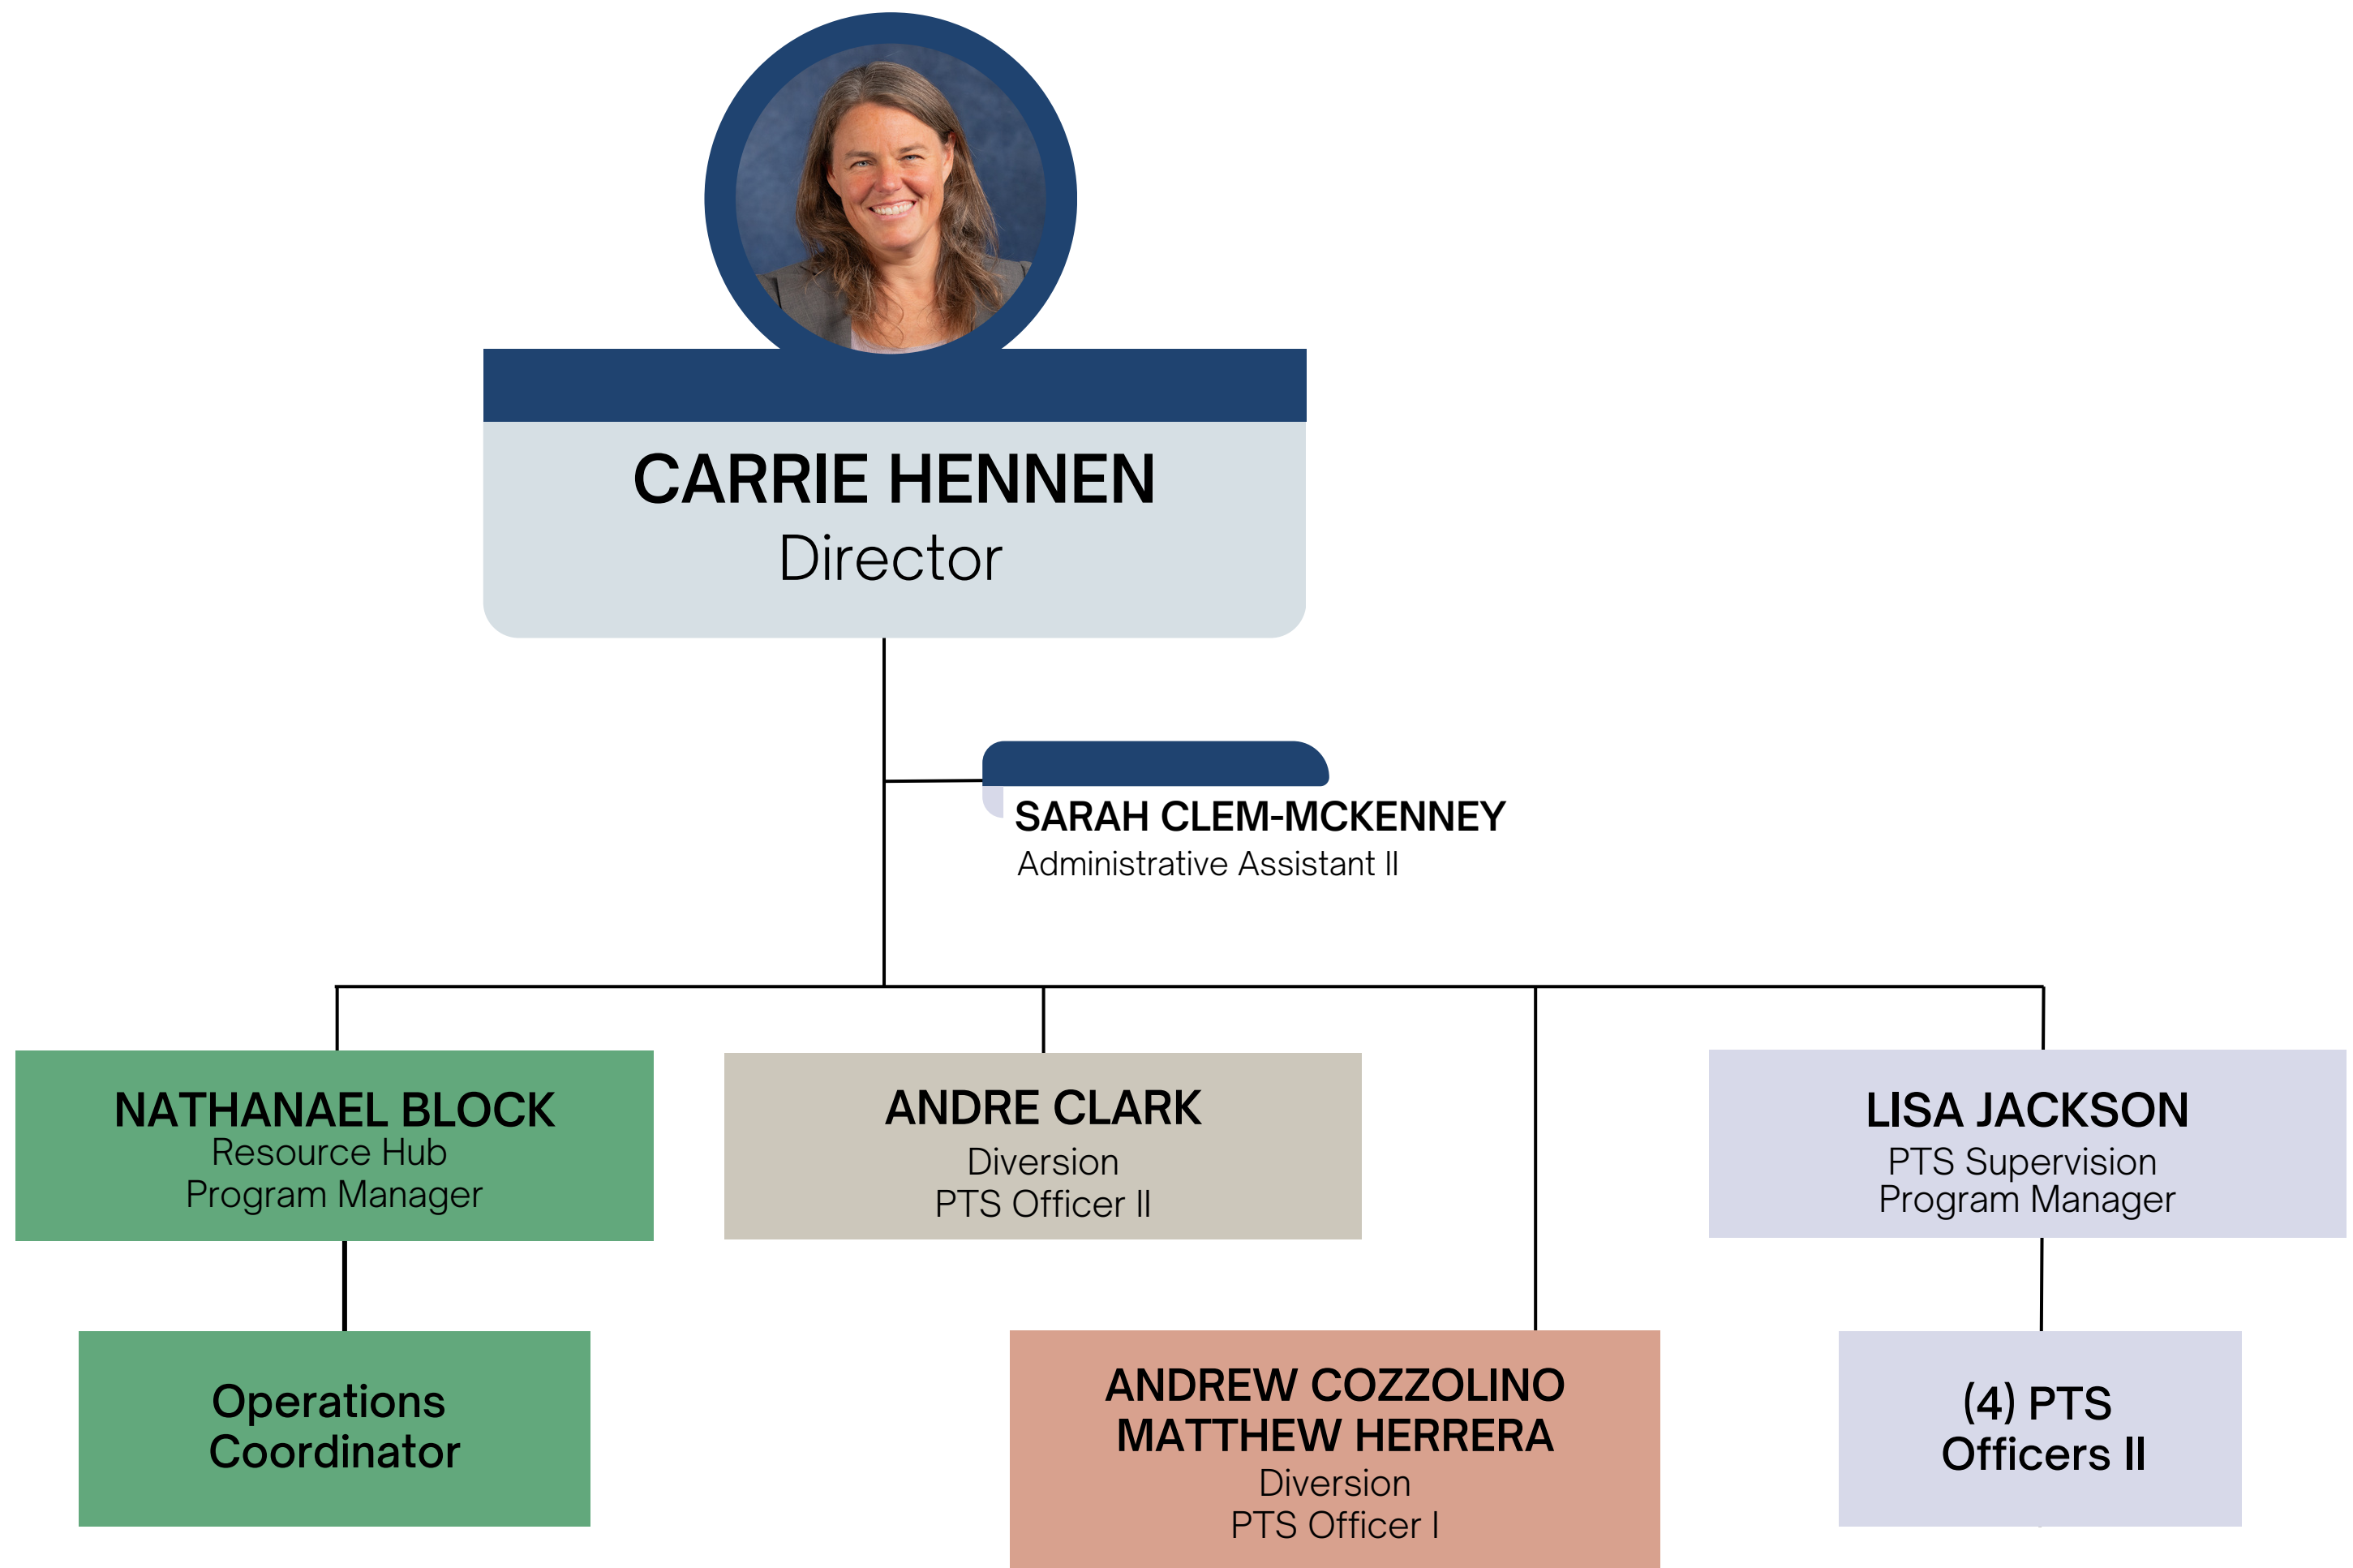 CARRIE HENNEN
Director
SARAH CLEM-MCKENNEY
Administrative Assistant II
NATHANAEL BLOCK
Resource Hub
Program Manager
ANDRE CLARK
Diversion
PTS Officer II
LISA JACKSON
PTS Supervision
Program Manager
Operations
Coordinator
ANDREW COZZOLINO
MATTHEW HERRERA
Diversion
PTS Officer I
(4) PTS
Officers II